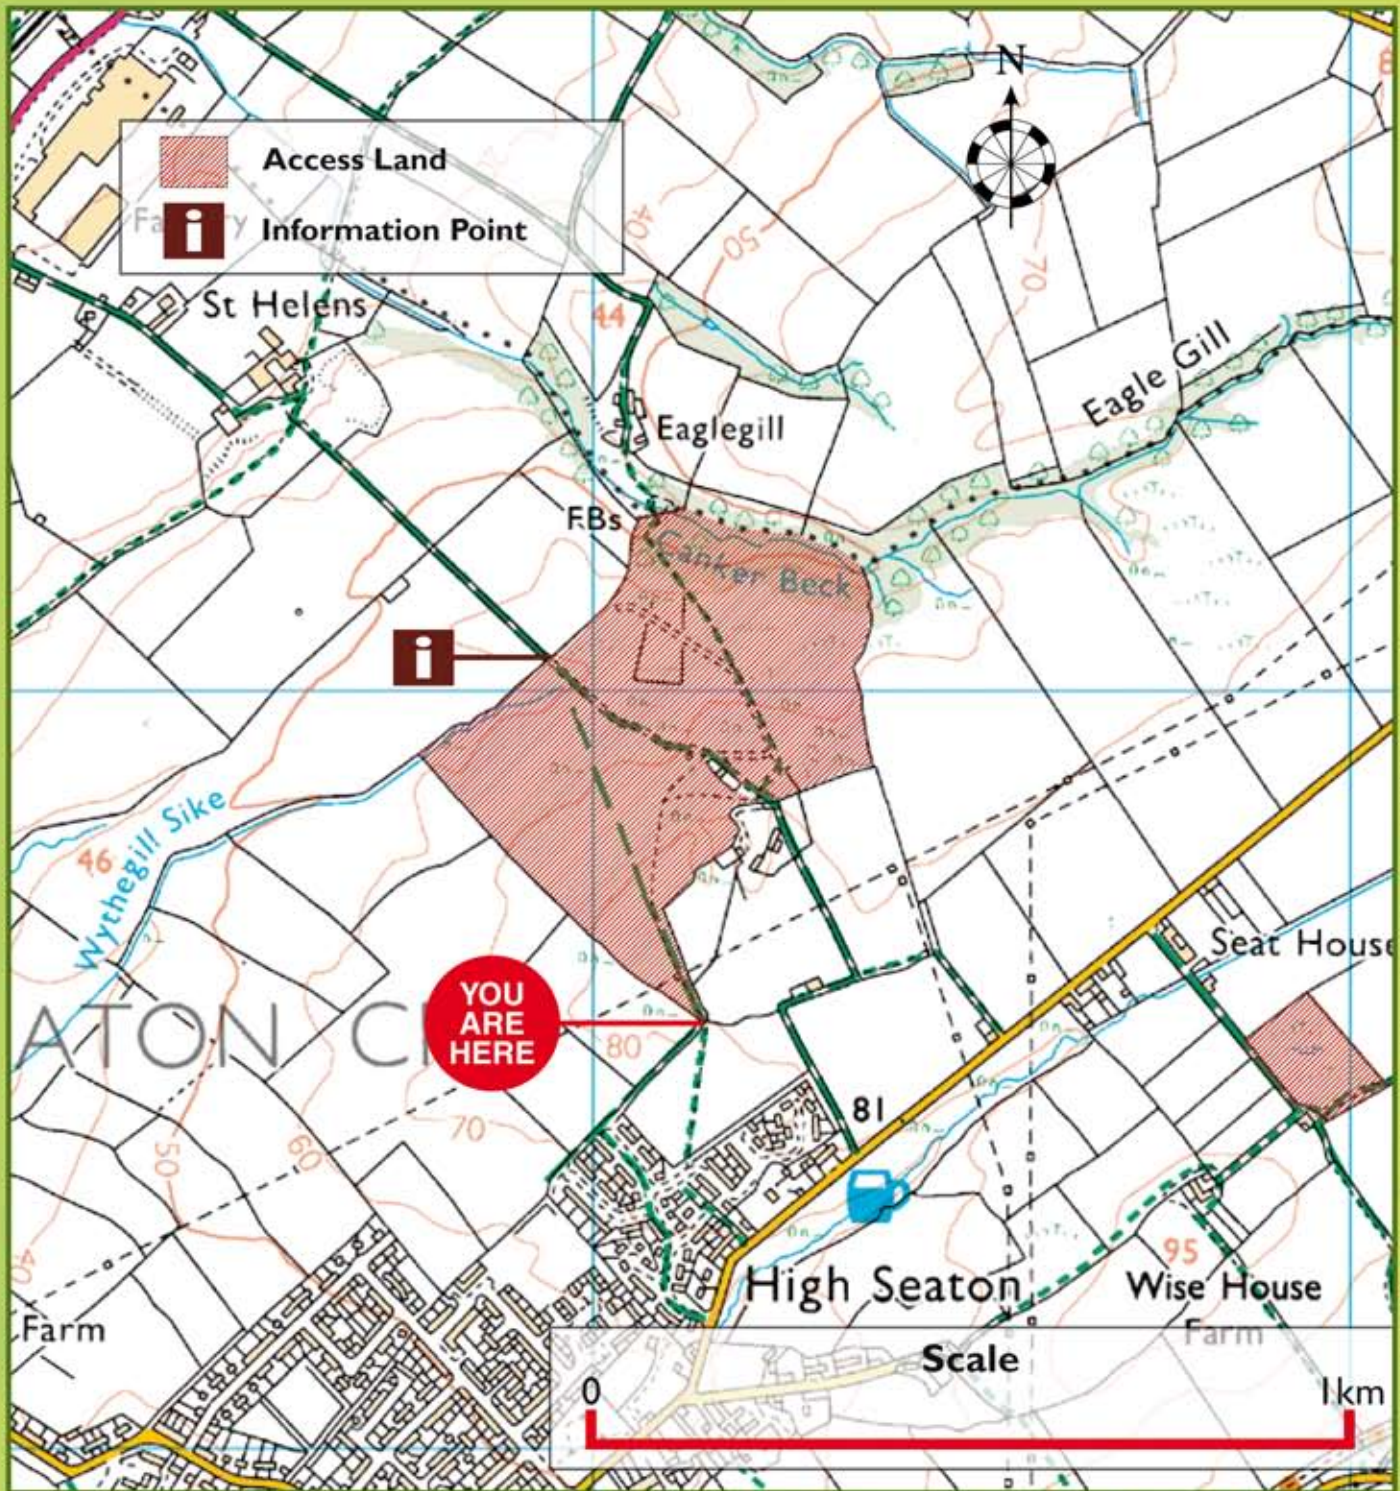 N
Access Land
Information Point
St Helens
44
40
50
70
Eagle Gill
Eaglegill
FBs
Canker Beck
i
46
Wythegill Sike
Seat House
YOU
ARE
HERE
ATON C
80
81
70
60
50
40
95
High Seaton
Wise House
Farm
Farm
Scale
0
1km